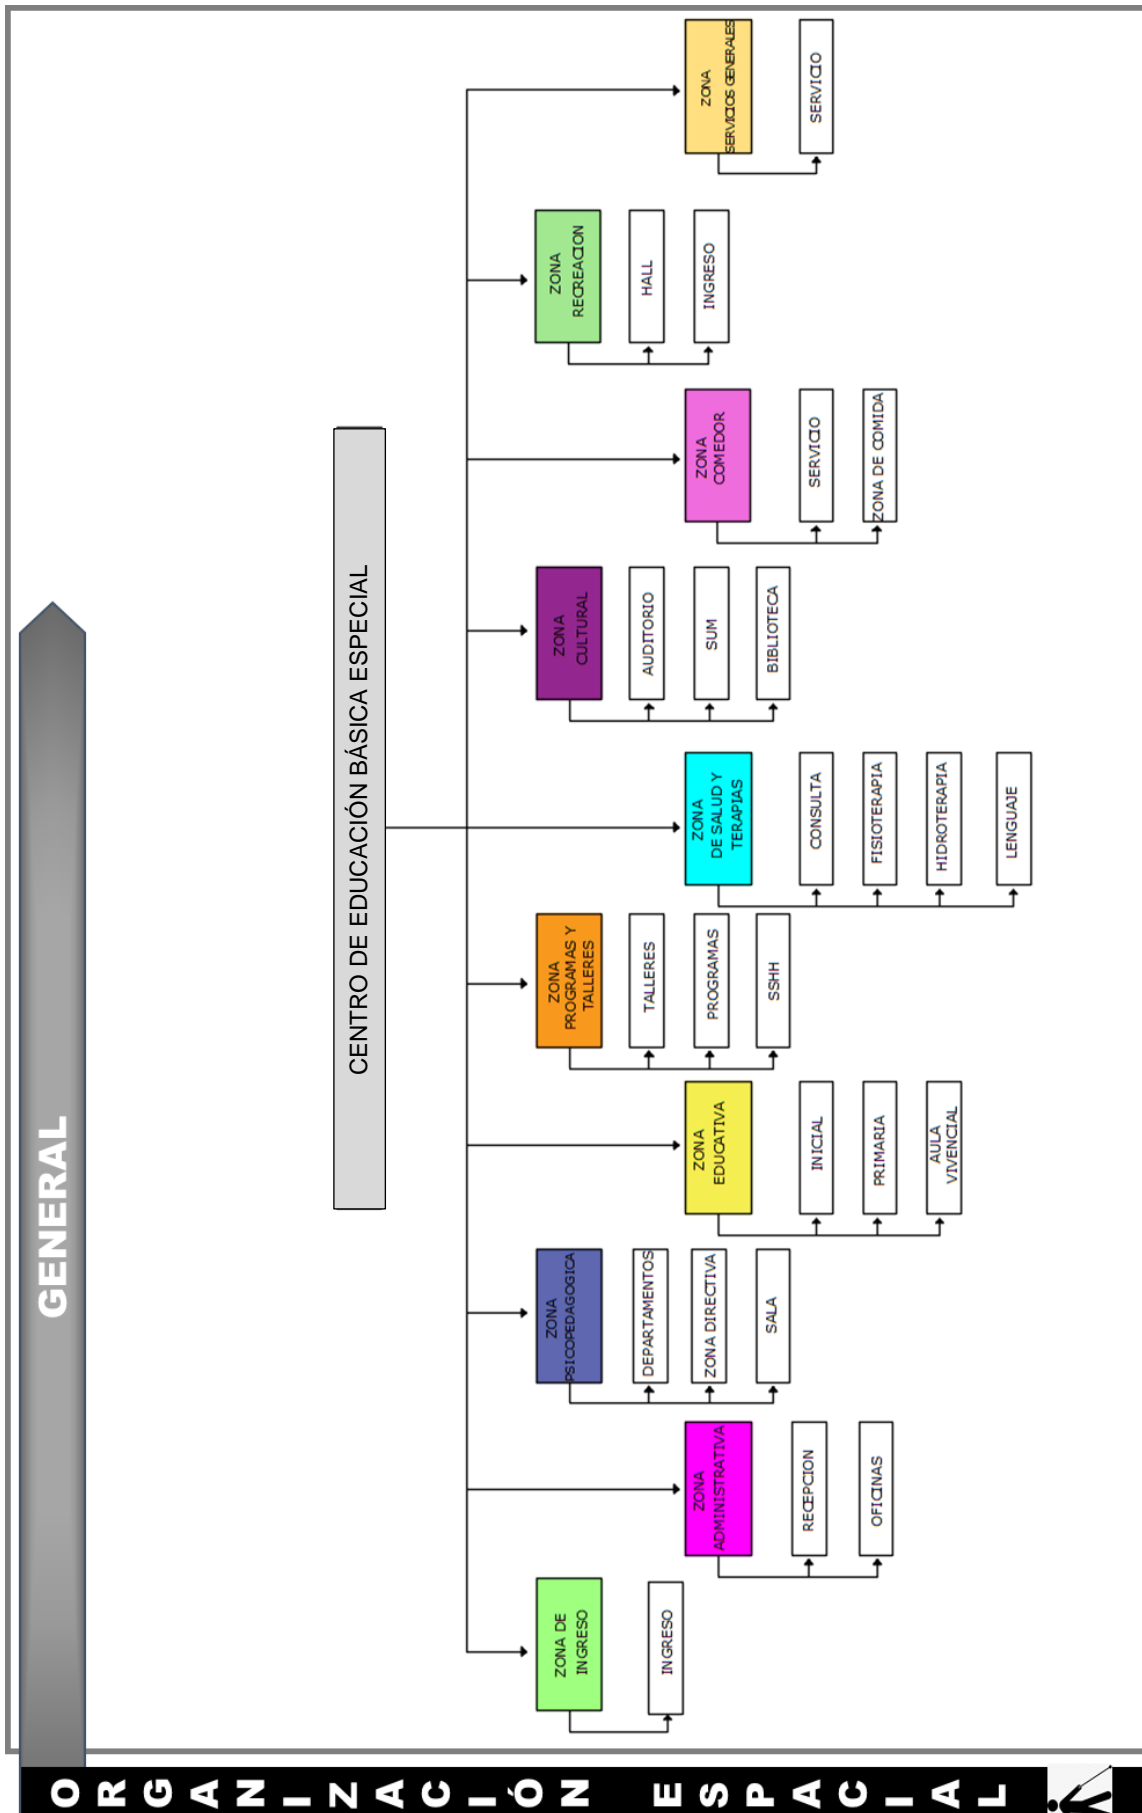 ORGANIZACIÓN ESPACIAL
GENERAL
CENTRO DE EDUCACIÓN BÁSICA ESPECIAL
ZONA DE
INGRESO
INGRESO
ZONA
ADMINISTRATIVA
RECEPCION
OFICINAS
ZONA
PSICOPEDAGOGICA
DEPARTAMENTOS
ZONA DIRECTIVA
SALA
ZONA
EDUCATIVA
INICIAL
PRIMARIA
AULA
VIVENCIAL
ZONA
PROGRAMAS Y
TALLERES
TALLERES
PROGRAMAS
SSHH
ZONA
DE SALUD Y
TERAPIAS
CONSULTA
FISIOTERAPIA
HIDROTERAPIA
LENGUAJE
ZONA
CULTURAL
AUDITORIO
SUM
BIBLIOTECA
ZONA
COMEDOR
SERVICIO
ZONA DE COMIDA
ZONA
RECREACION
HALL
INGRESO
ZONA
SERVICIOS GENERALES
SERVICIO